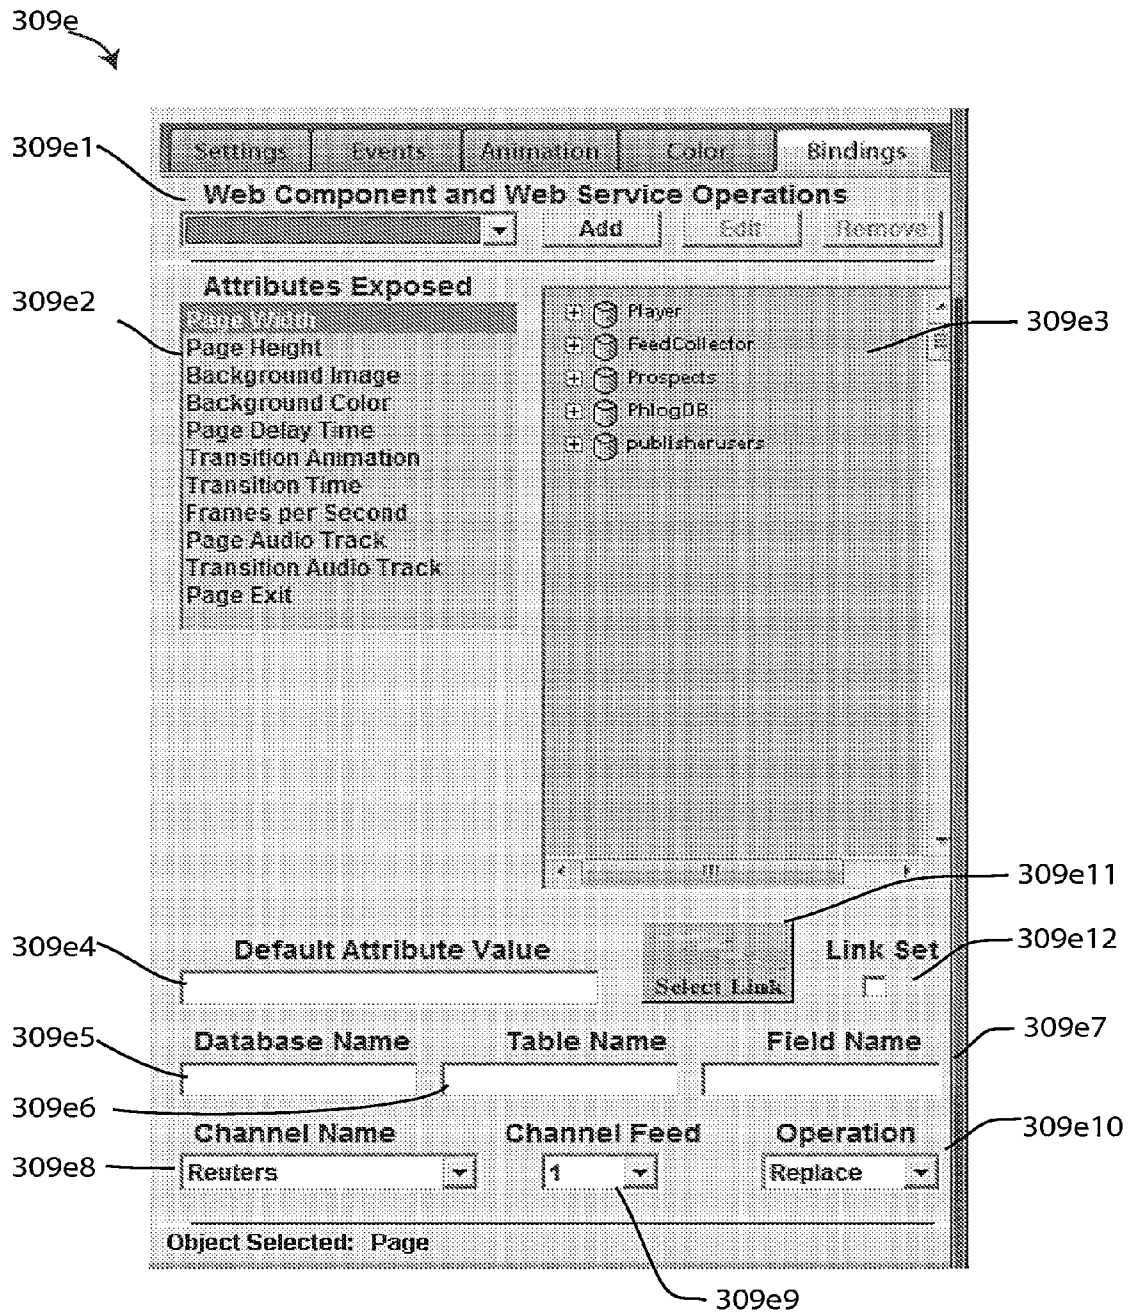 309e
309e1
Settings Events Animation Color Bindings
Web Component and Web Service Operations
Add Edit Remove
Attributes Exposed
309e2
Page Width
Page Height
Background Image
Background Color
Page Delay Time
Transition Animation
Transition Time
Frames per Second
Page Audio Track
Transition Audio Track
Page Exit
Player
FeedCollector
Prospects
PhlogDB
publisherusers
309e3
309e11
309e4
Default Attribute Value
Select Link
Link Set
309e12
309e5
Database Name Table Name Field Name
309e7
309e6
Channel Name Channel Feed Operation
309e10
309e8
Reuters 1 Replace
Object Selected: Page
309e9